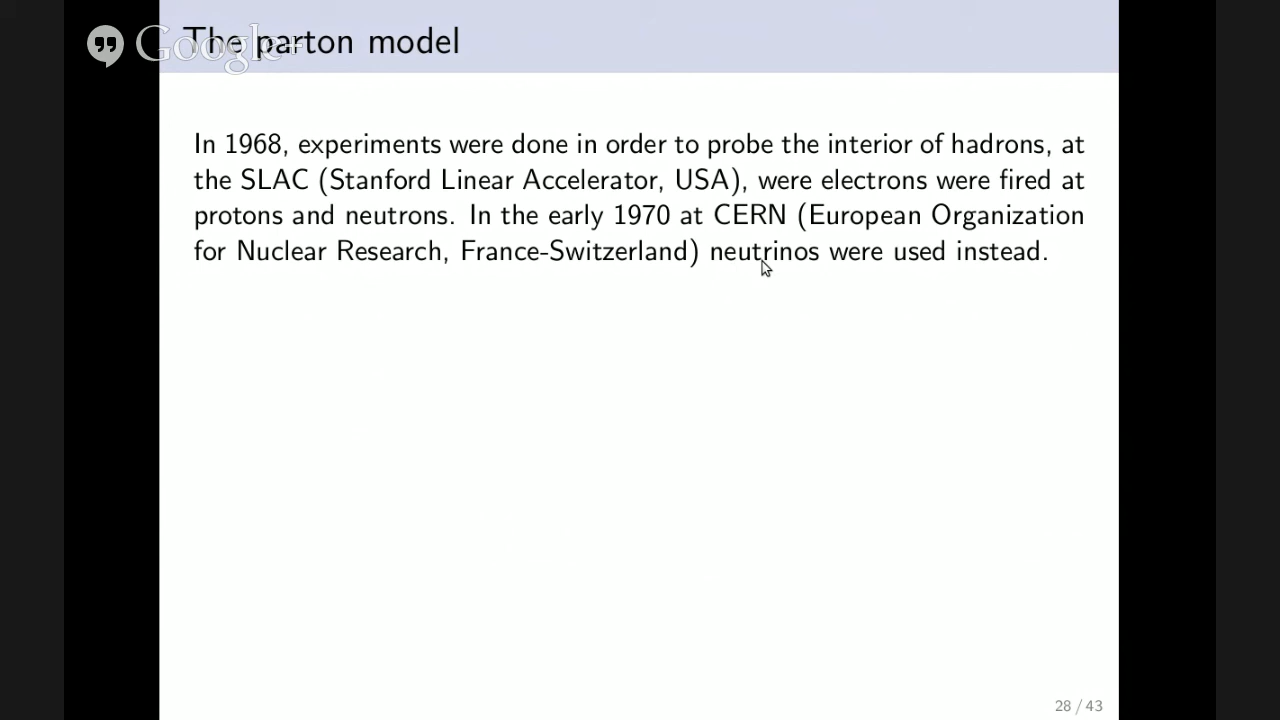 Google+
The parton model
In 1968, experiments were done in order to probe the interior of hadrons, at
the SLAC (Stanford Linear Accelerator, USA), were electrons were fired at
protons and neutrons. In the early 1970 at CERN (European Organization
for Nuclear Research, France-Switzerland) neutrinos were used instead.
28 / 43